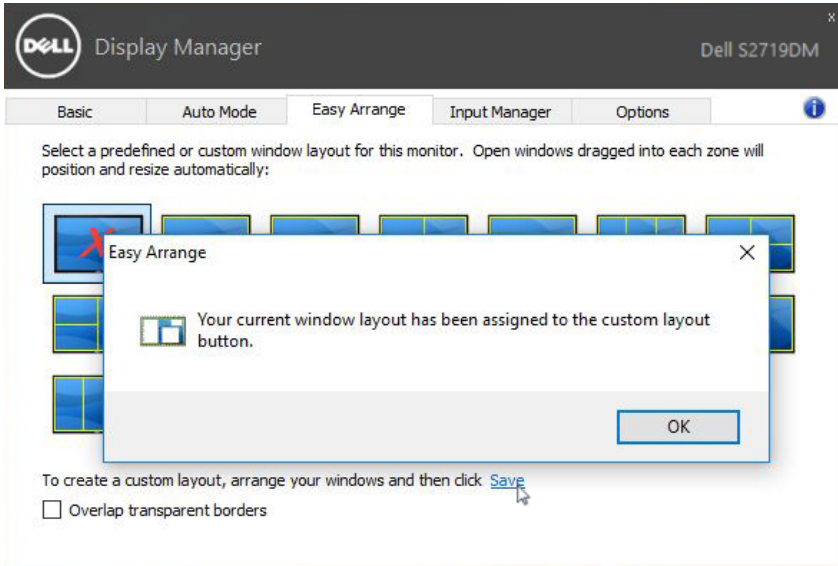 x
DELL
Display Manager
Dell S2719DM
Basic
Auto Mode
Easy Arrange
Input Manager
Options
i
Select a predefined or custom window layout for this monitor.  Open windows dragged into each zone will
position and resize automatically:
X
Easy Arrange
Your current window layout has been assigned to the custom layout
button.
OK
To create a custom layout, arrange your windows and then click  Save
Overlap transparent borders